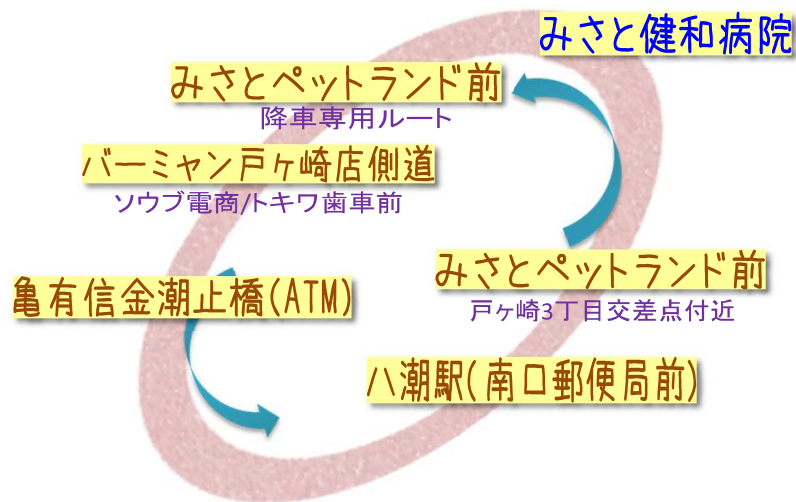 みさと健和病院
みさとペットランド前
降車専用ルート
バーミャン戸ヶ崎店側道
ソウブ電商/トキワ歯車前
みさとペットランド前
戸ヶ崎3丁目交差点付近
亀有信金潮止橋(ATM)
八潮駅(南口郵便局前)